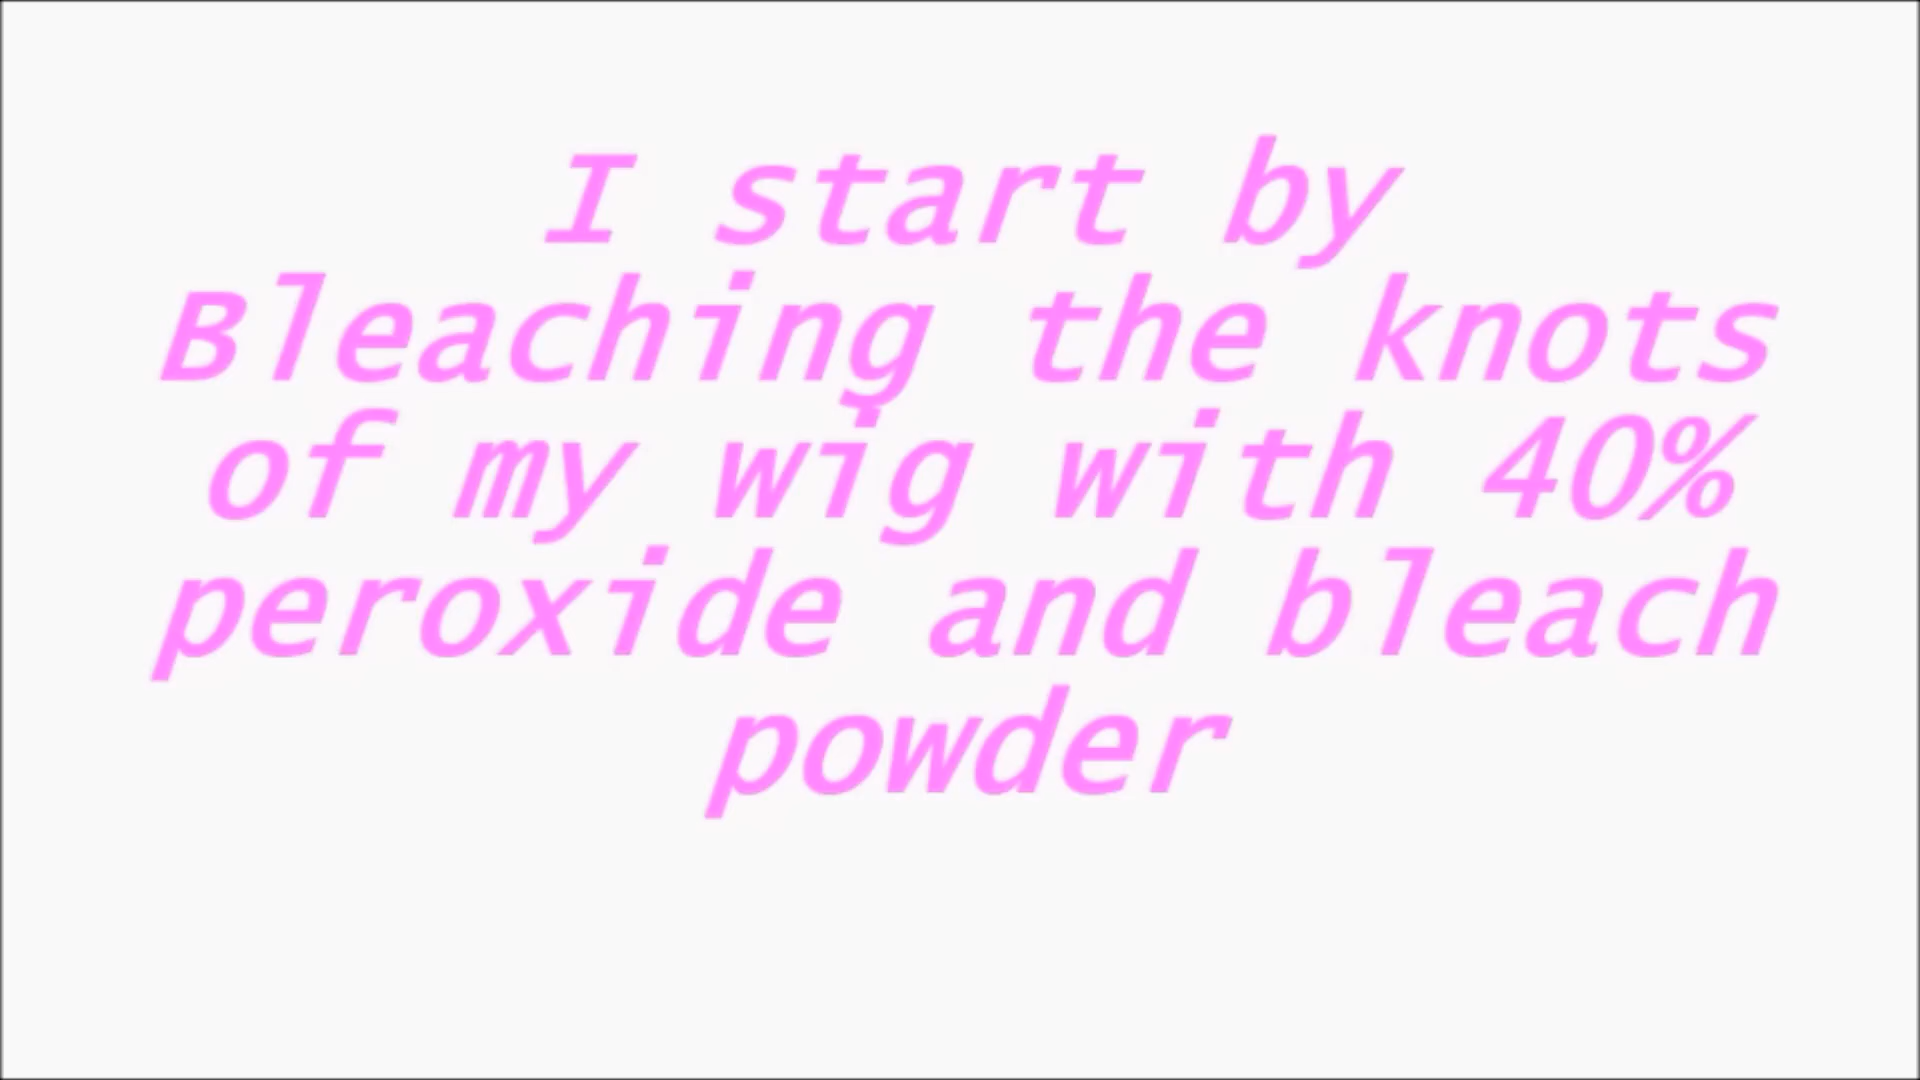 I start by
Bleaching the knots
of my wig with 40%
peroxide and bleach
powder